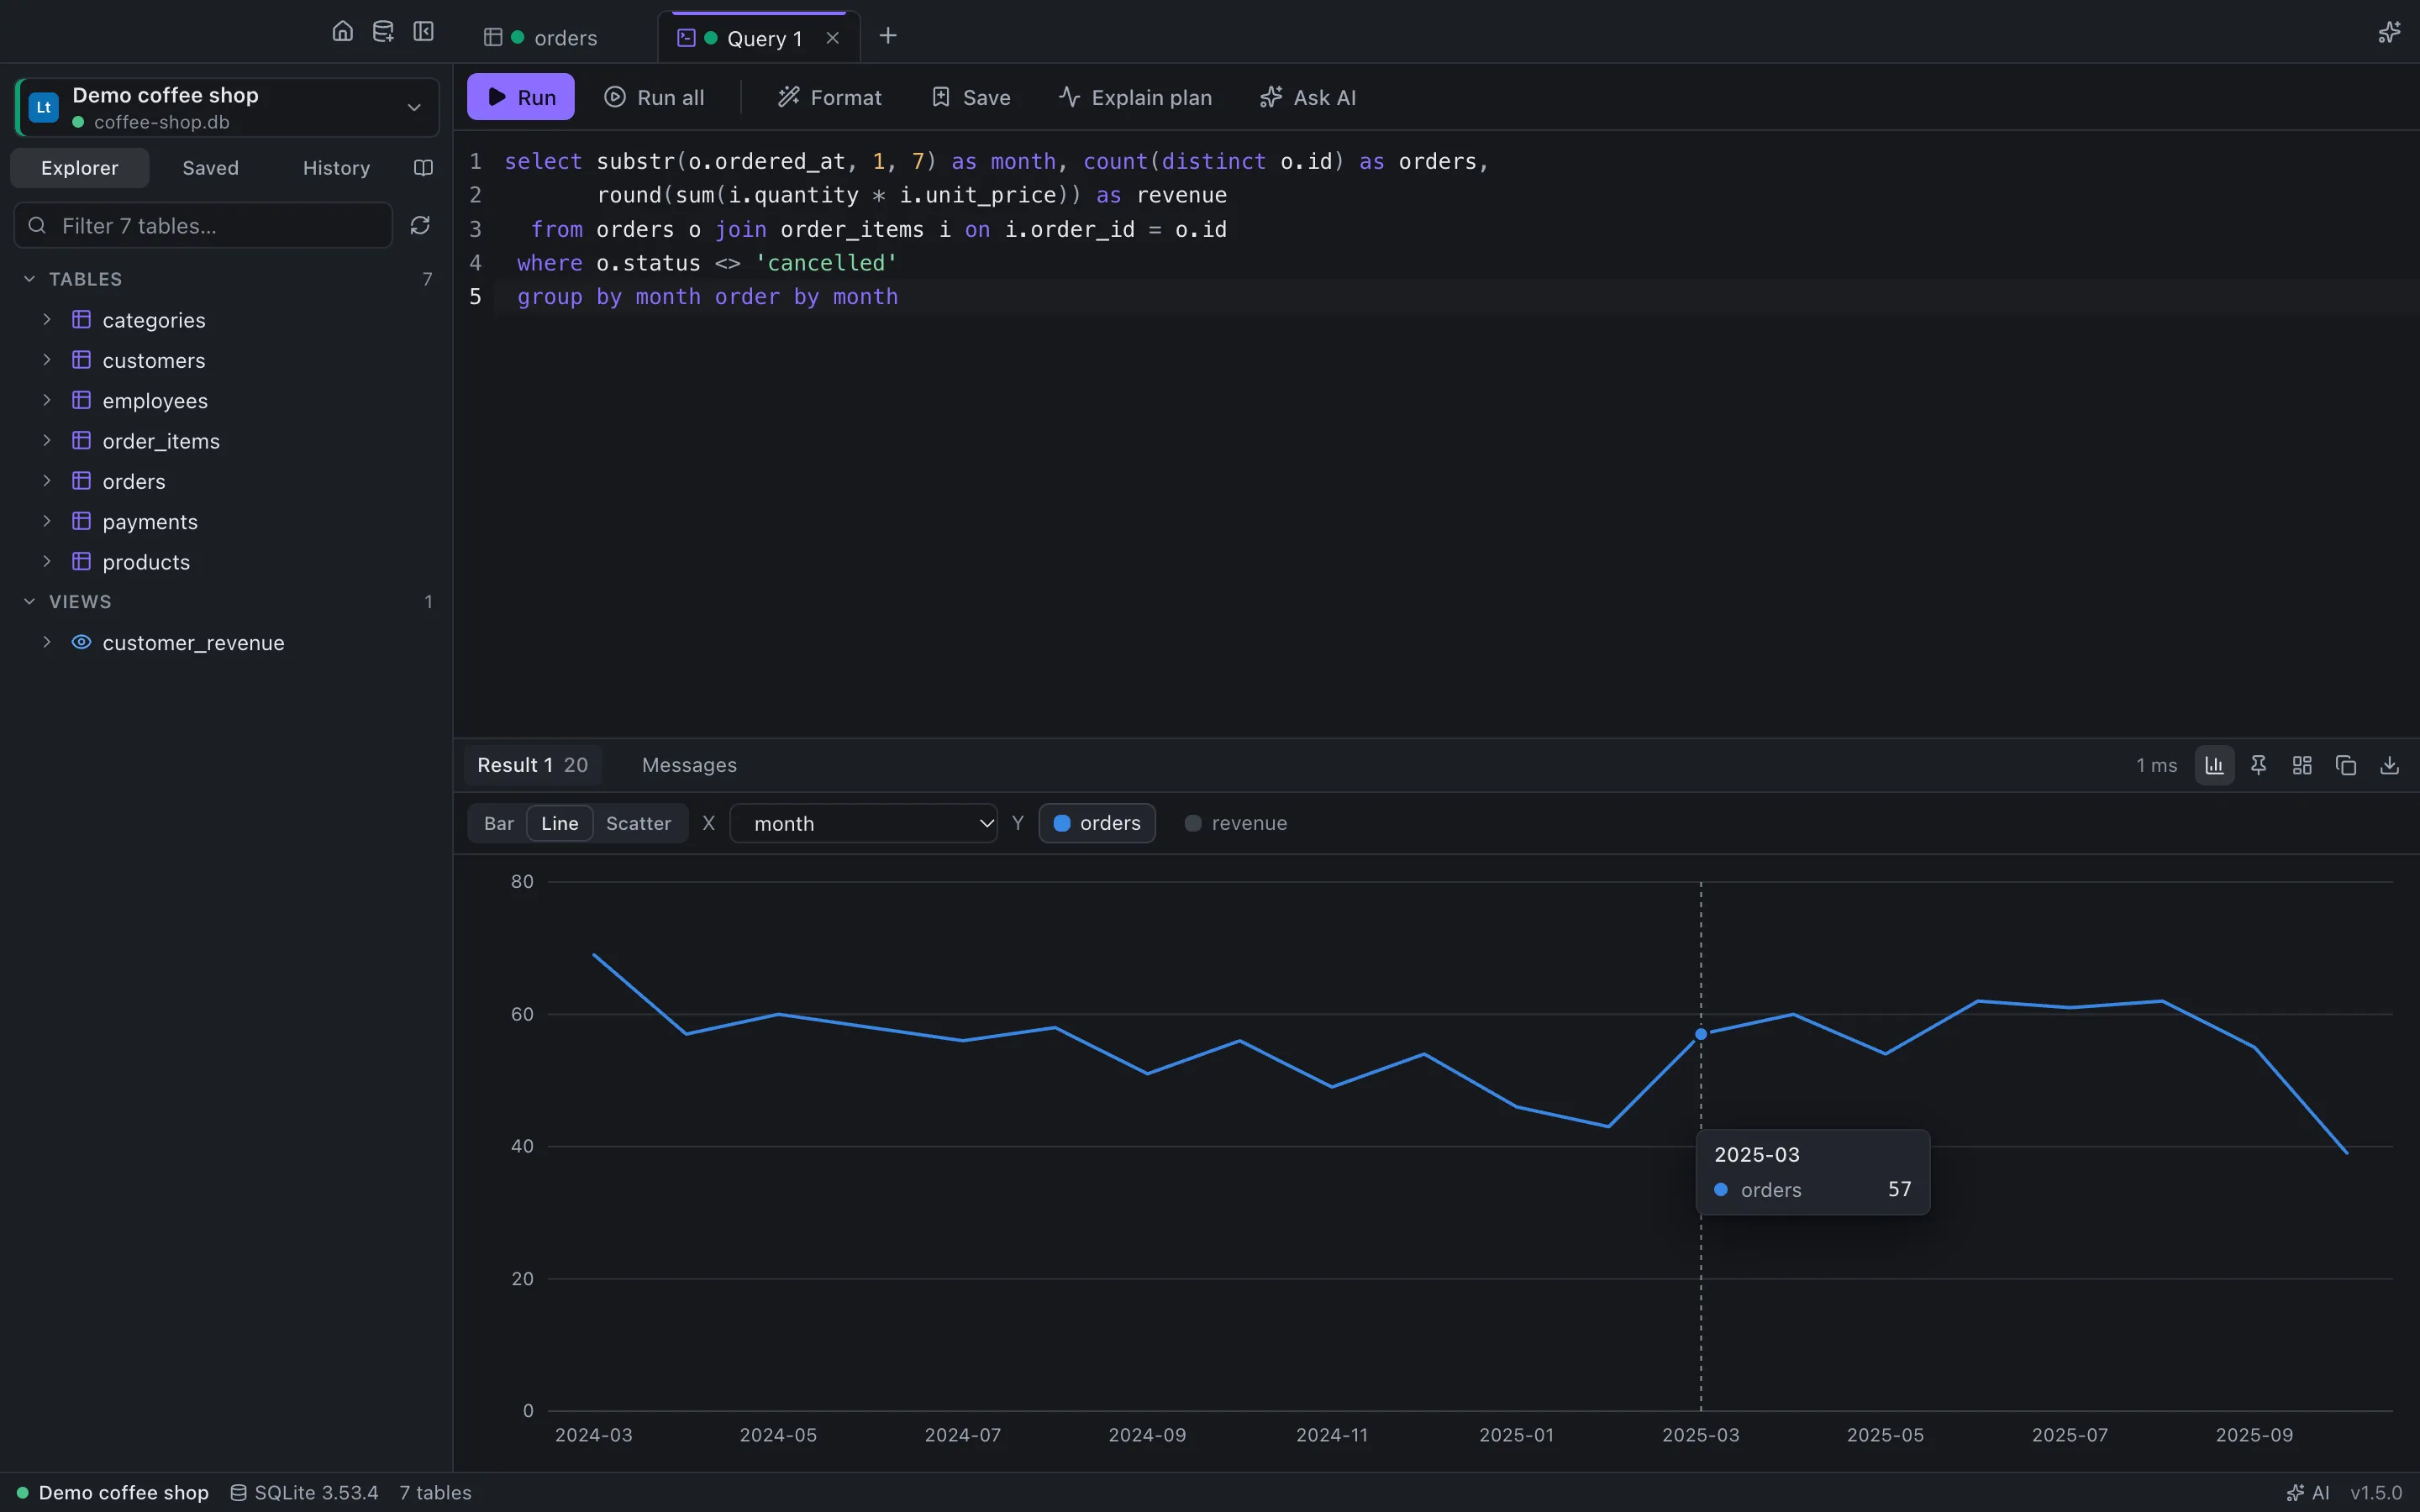 orders
Query 1
Demo coffee shop
Lt
coffee-shop.db
Run
Run all
Format
Save
Explain plan
Ask AI
Explorer
Saved
History
Filter 7 tables...
TABLES 7
categories
customers
employees
order_items
orders
payments
products
VIEWS 1
customer_revenue
1 select substr(o.ordered_at, 1, 7) as month, count(distinct o.id) as orders,
2 round(sum(i.quantity * i.unit_price)) as revenue
3 from orders o join order_items i on i.order_id = o.id
4 where o.status <> 'cancelled'
5 group by month order by month
Result 1 20
Messages
1 ms
Bar
Line
Scatter
X
month
Y
orders
revenue
80
60
40
20
0
2025-03
orders 57
2024-03
2024-05
2024-07
2024-09
2024-11
2025-01
2025-03
2025-05
2025-07
2025-09
Demo coffee shop
SQLite 3.53.4
7 tables
AI
v1.5.0